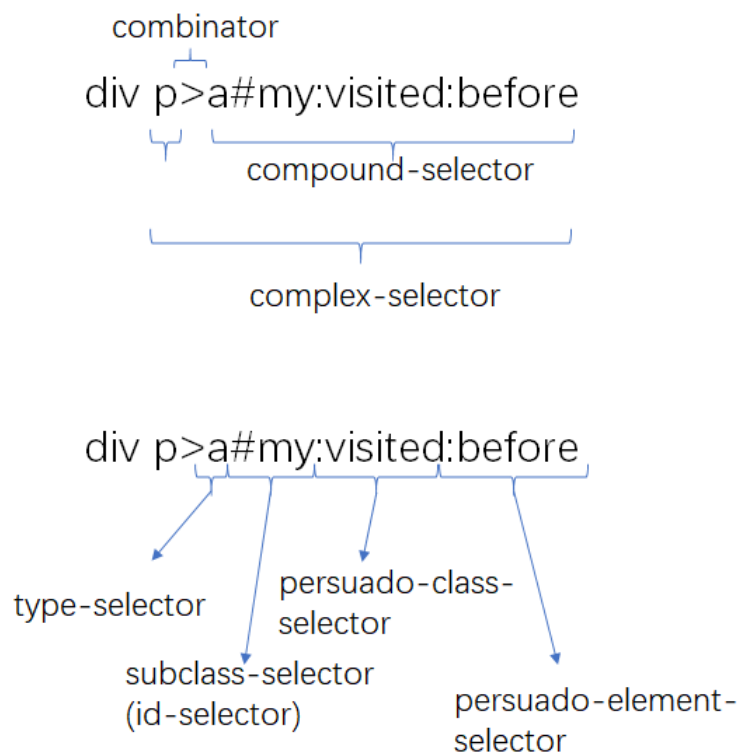 combinator
div p>a#my:visited:before
compound-selector
complex-selector
div p>a#my:visited:before
type-selector
persuado-class-
selector
subclass-selector
(id-selector)
persuado-element-
selector